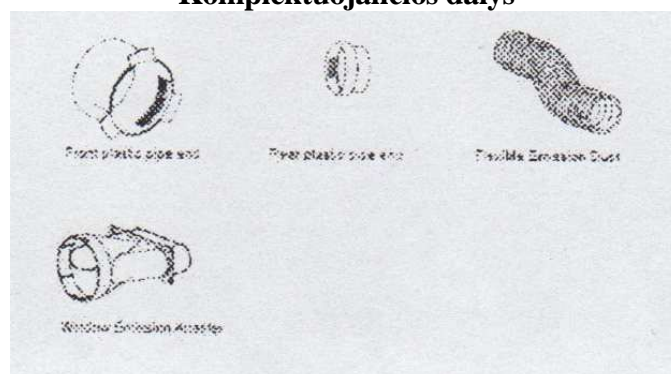 Komplektuojančios dalys
Front plastic pipe end
Rear plastic pipe end
Flexible Emission Duct
Window Emission Adapter